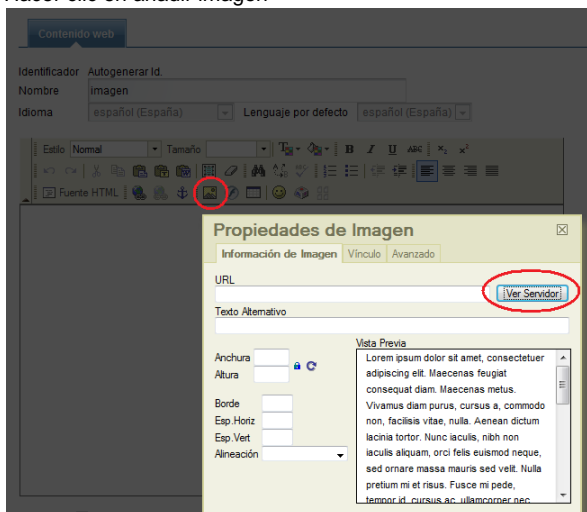 Hacer clic en añadir imagen
Contenido web
Identificador Autogenerar Id.
Nombre imagen
Idioma español (España) Lenguaje por defecto español (España)
Estilo Normal Tamaño
B I U ABC x₂ x²
Fuente HTML
Propiedades de Imagen
Información de Imagen Vínculo Avanzado
URL
Ver Servidor
Texto Alternativo
Vista Previa
Anchura
Altura
Borde
Esp.Horiz
Esp.Vert
Alineación
Lorem ipsum dolor sit amet, consectetuer
adipiscing elit. Maecenas feugiat
consequat diam. Maecenas metus.
Vivamus diam purus, cursus a, commodo
non, facilisis vitae, nulla. Aenean dictum
lacinia tortor. Nunc iaculis, nibh non
iaculis aliquam, orci felis euismod neque,
sed ornare massa mauris sed velit. Nulla
pretium mi et risus. Fusce mi pede,
tempor id, cursus ac, ullamcorper nec,